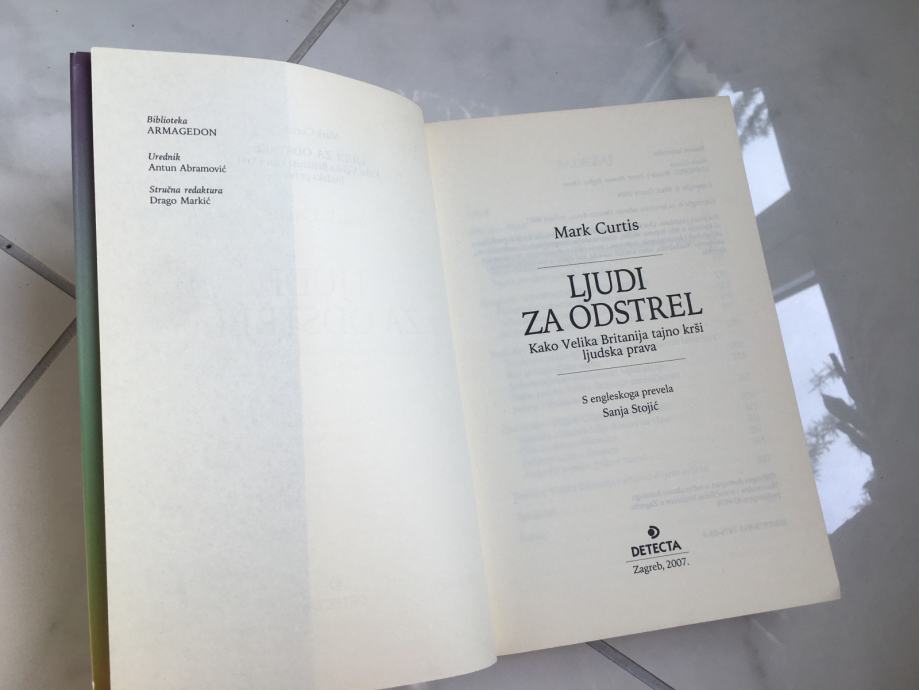 Biblioteka
ARMAGEDON
Urednik
Antun Abramović
Stručna redaktura
Drago Markić
Mark Curtis
LJUDI
ZA ODSTREL
Kako Velika Britanija tajno krši
ljudska prava
S engleskoga prevela
Sanja Stojić
DETECTA
Zagreb, 2007.